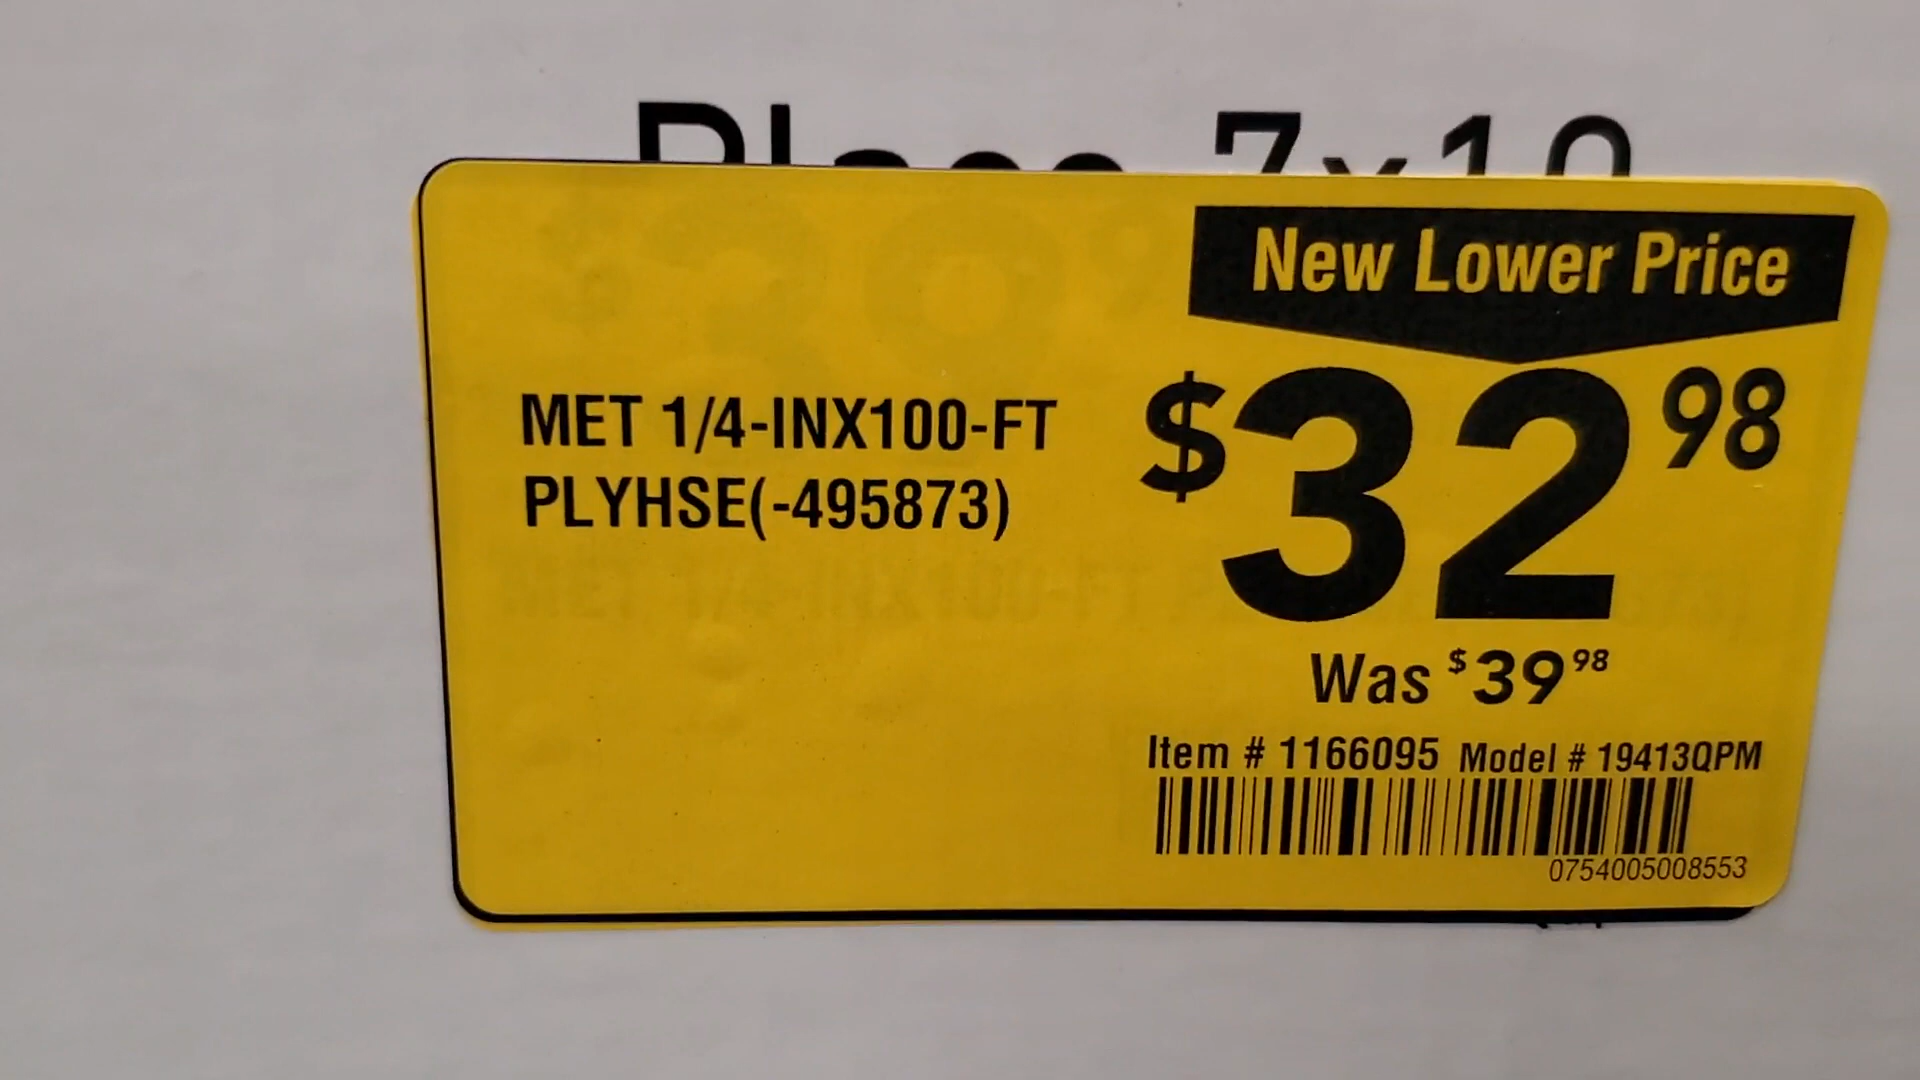 7x10
New Lower Price
MET 1/4-INX100-FT
PLYHSE(-495873)
$32 98
Was $39 98
Item # 1166095 Model # 19413QPM
0754005008553